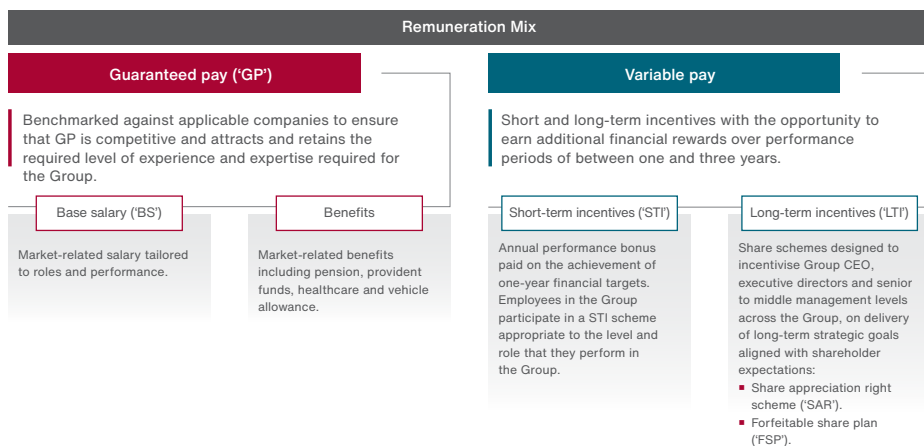 Remuneration Mix
Guaranteed pay (‘GP’)
Benchmarked against applicable companies to ensure
that GP is competitive and attracts and retains the
required level of experience and expertise required for
the Group.
Base salary (‘BS’)
Market-related salary tailored
to roles and performance.
Benefits
Market-related benefits
including pension, provident
funds, healthcare and vehicle
allowance.
Variable pay
Short and long-term incentives with the opportunity to
earn additional financial rewards over performance
periods of between one and three years.
Short-term incentives (‘STI’)
Annual performance bonus
paid on the achievement of
one-year financial targets.
Employees in the Group
participate in a STI scheme
appropriate to the level and
role that they perform in
the Group.
Long-term incentives (‘LTI’)
Share schemes designed to
incentivise Group CEO,
executive directors and senior
to middle management levels
across the Group, on delivery
of long-term strategic goals
aligned with shareholder
expectations:
▪ Share appreciation right
scheme (‘SAR’).
▪ Forfeitable share plan
(‘FSP’).